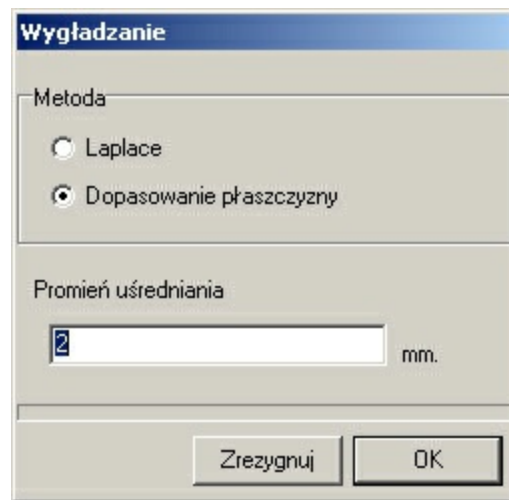 Wygładzanie
Metoda
Laplace
Dopasowanie płaszczyzny
Promień uśredniania
2 mm.
Zrezygnuj OK